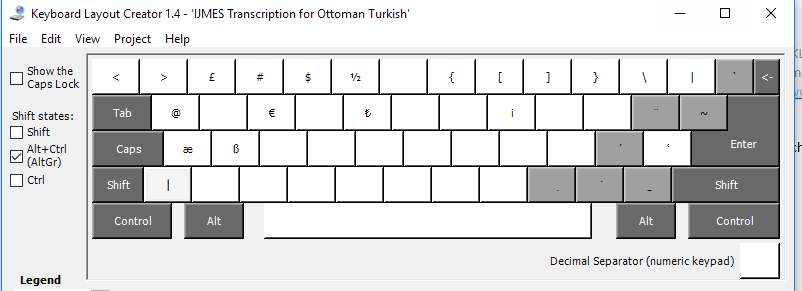 Keyboard Layout Creator 1.4 - 'IJMES Transcription for Ottoman Turkish'
File Edit View Project Help
Show the
Caps Lock
Shift states:
Shift
Alt+Ctrl
(AltGr)
Ctrl
< > £ # $ ½ { [ ] } \ | ` <-
Tab @ € ₺ i ¨ ~
Caps æ ß ´ ʿ Enter
Shift | . ˙ _ Shift
Control Alt Alt Control
Decimal Separator (numeric keypad)
Legend